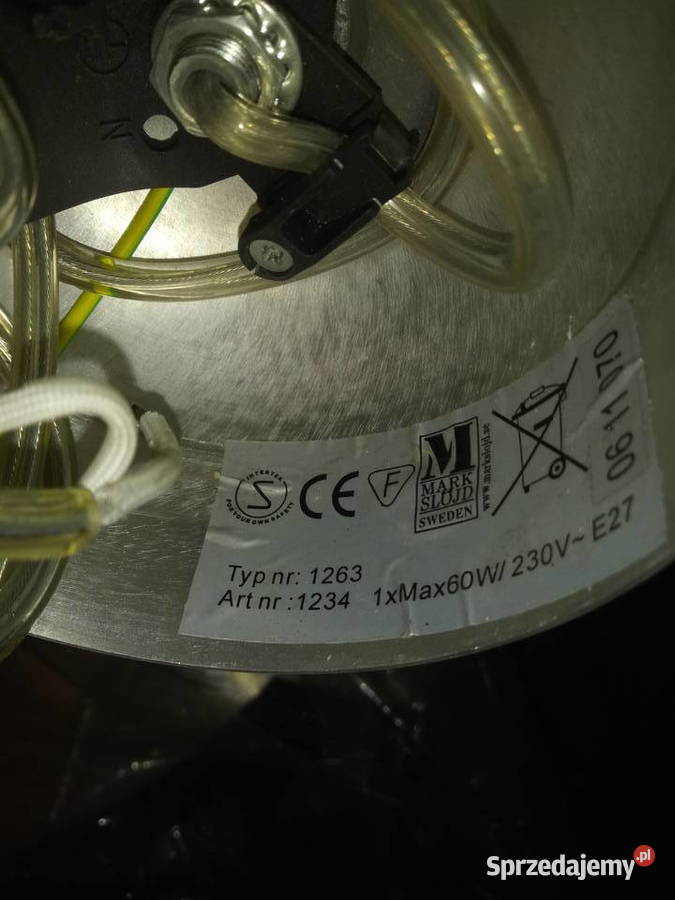 N
INTERTEK
S
FOR YOUR OWN SAFETY
CE
F
M
MARK
SLÖJD
SWEDEN
www.markslojd.se
06 11 070
Typ nr: 1263
Art nr :1234 1xMax60W/ 230V~ E27
Sprzedajemy.pl